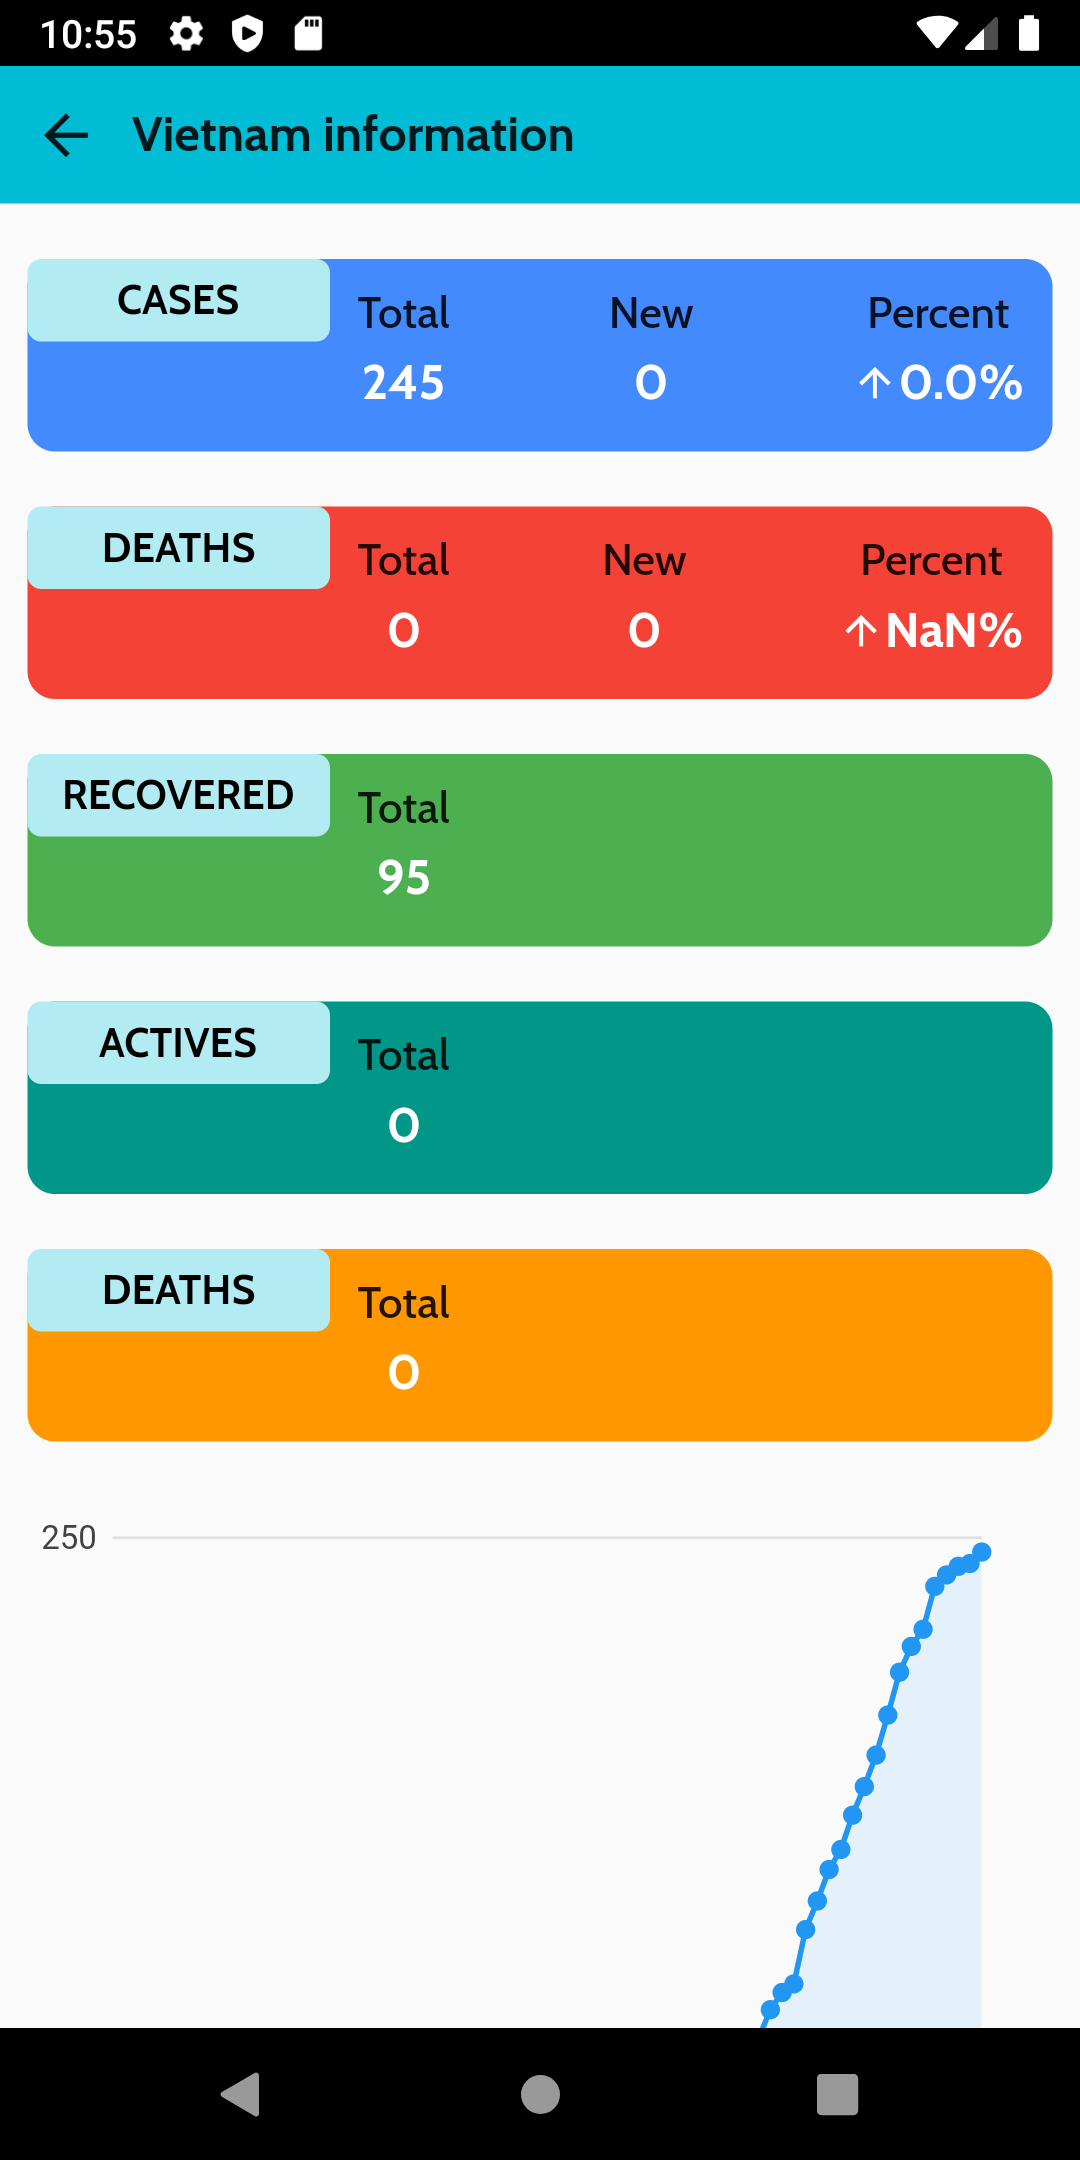 10:55
Vietnam information
CASES Total New Percent
245 0 ↑ 0.0%
DEATHS Total New Percent
0 0 ↑ NaN%
RECOVERED Total
95
ACTIVES Total
0
DEATHS Total
0
250